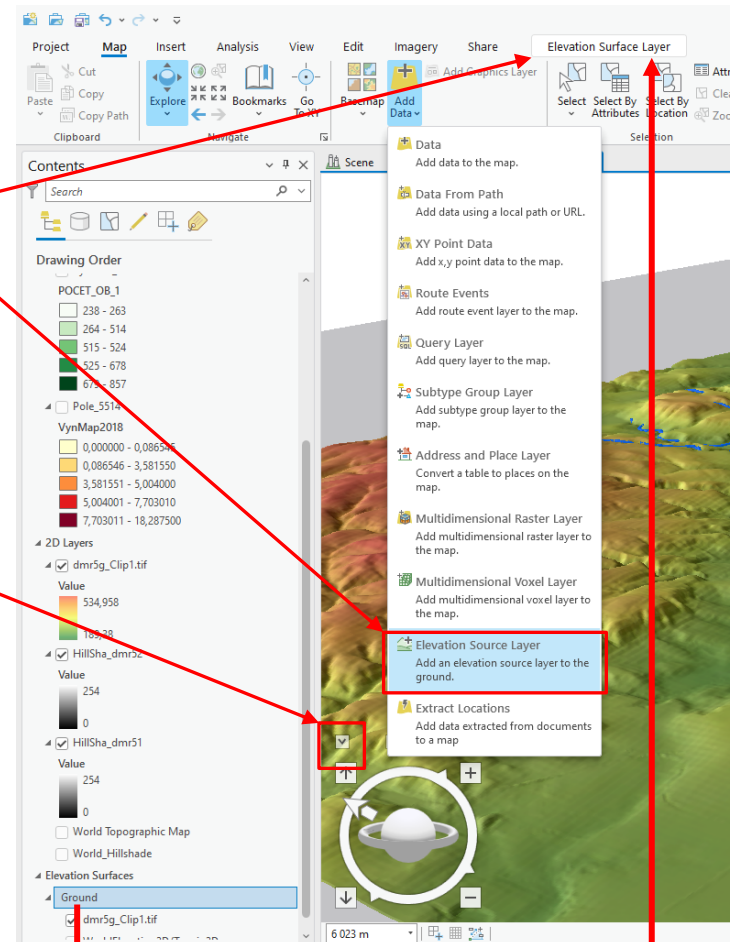 Project Map Insert Analysis View Edit Imagery Share Elevation Surface Layer
Cut
Copy
Copy Path
Paste
Clipboard
Explore
Bookmarks
Go To XY
Navigate
Basemap
Add Data
Add Graphics Layer
Select
Select By Attributes
Select By Location
Attr
Clea
Zoo
Selection
Contents
Search
Drawing Order
POCET_OB_1
238 - 263
264 - 514
515 - 524
525 - 678
679 - 857
Pole_5514
VynMap2018
0,000000 - 0,086545
0,086546 - 3,581550
3,581551 - 5,004000
5,004001 - 7,703010
7,703011 - 18,287500
2D Layers
dmr5g_Clip1.tif
Value
534,958
189,38
HillSha_dmr52
Value
254
0
HillSha_dmr51
Value
254
0
World Topographic Map
World_Hillshade
Elevation Surfaces
Ground
dmr5g_Clip1.tif
Scene
Data
Add data to the map.
Data From Path
Add data using a local path or URL.
XY Point Data
Add x,y point data to the map.
Route Events
Add route event layer to the map.
Query Layer
Add query layer to the map.
Subtype Group Layer
Add subtype group layer to the
map.
Address and Place Layer
Convert a table to places on the
map.
Multidimensional Raster Layer
Add multidimensional raster layer to
the map.
Multidimensional Voxel Layer
Add multidimensional voxel layer to
the map.
Elevation Source Layer
Add an elevation source layer to the
ground.
Extract Locations
Add data extracted from documents
to a map
6 023 m